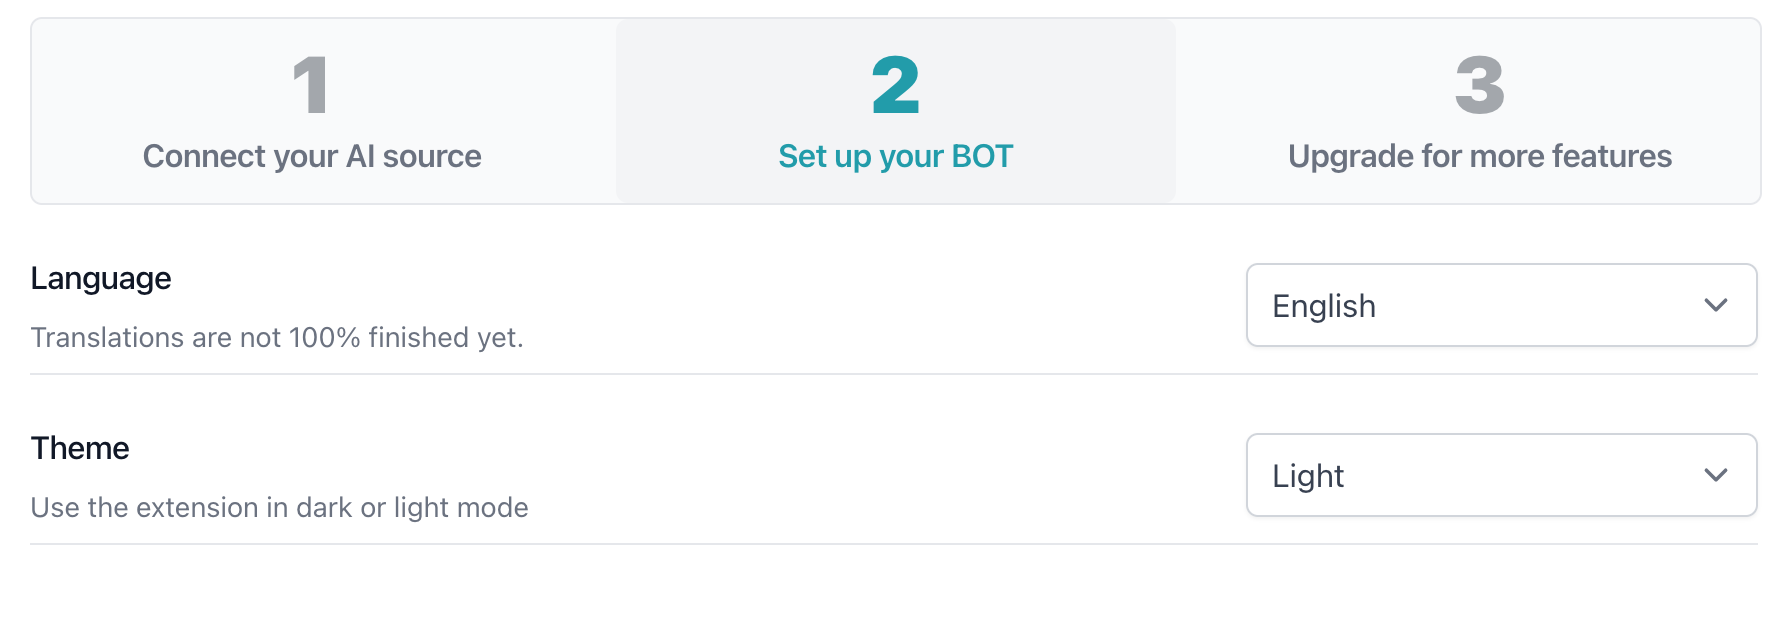 1
Connect your AI source
2
Set up your BOT
3
Upgrade for more features
Language
Translations are not 100% finished yet.
English
Theme
Use the extension in dark or light mode
Light